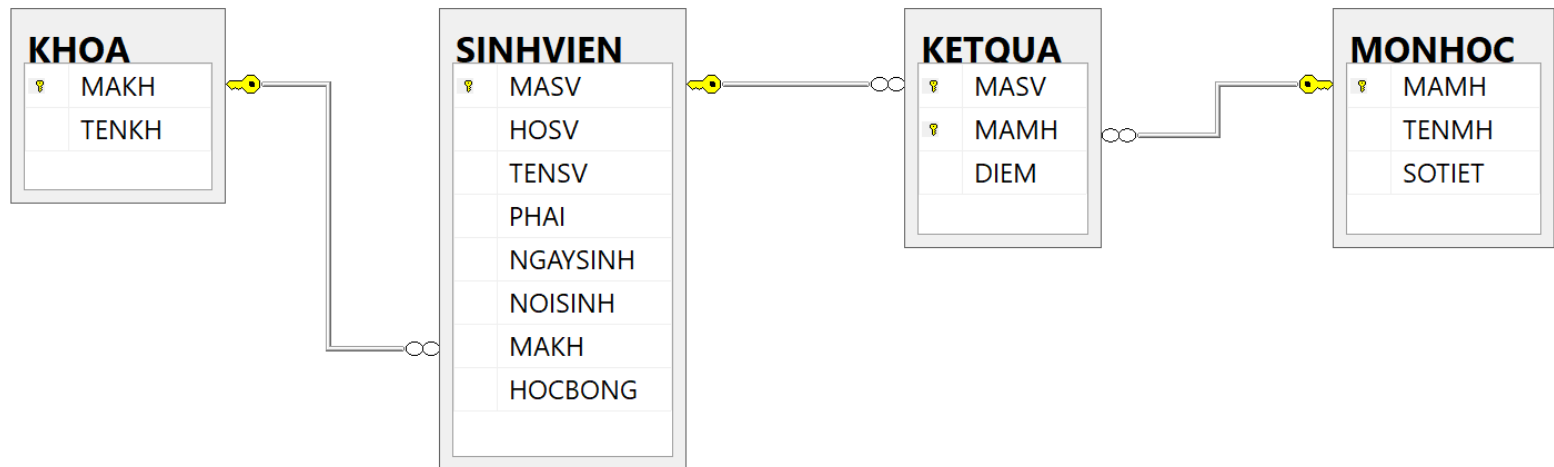 KHOA
MAKH
TENKH
SINHVIEN
MASV
HOSV
TENSV
PHAI
NGAYSINH
NOISINH
MAKH
HOCBONG
KETQUA
MASV
MAMH
DIEM
MONHOC
MAMH
TENMH
SOTIET